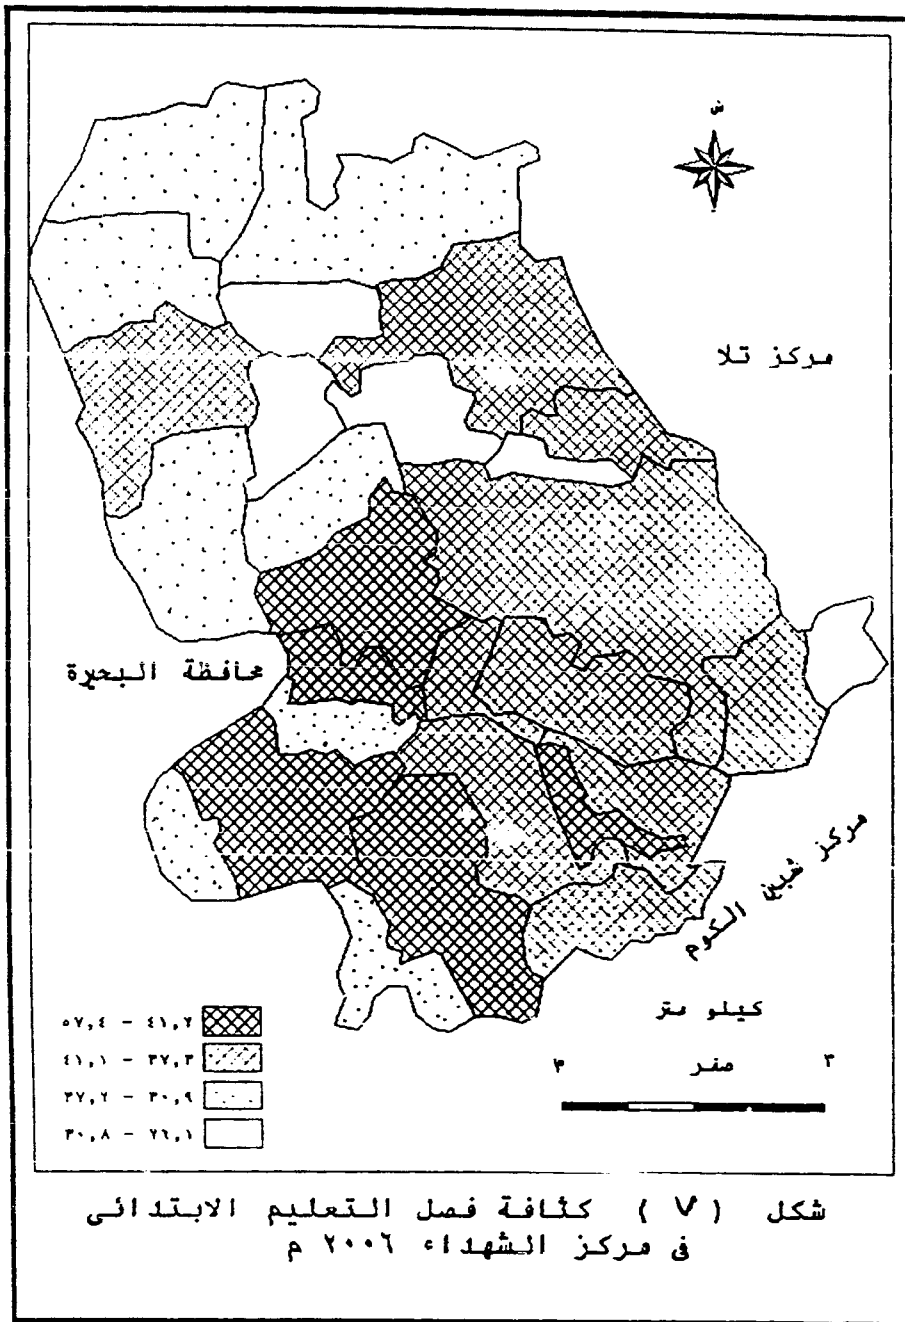 ش
مركز تلا
محافظة البحيرة
مركز شبين الكوم
كيلو متر
٣ صفر ٣
٤١,٢ - ٥٧,٤
٣٧,٣ - ٤١,١
٣٠,٩ - ٣٧,٢
٢٦,١ - ٣٠,٨
شكل ( ٧ ) كثافة فصل التعليم الابتدائى
فى مركز الشهداء ٢٠٠٦ م